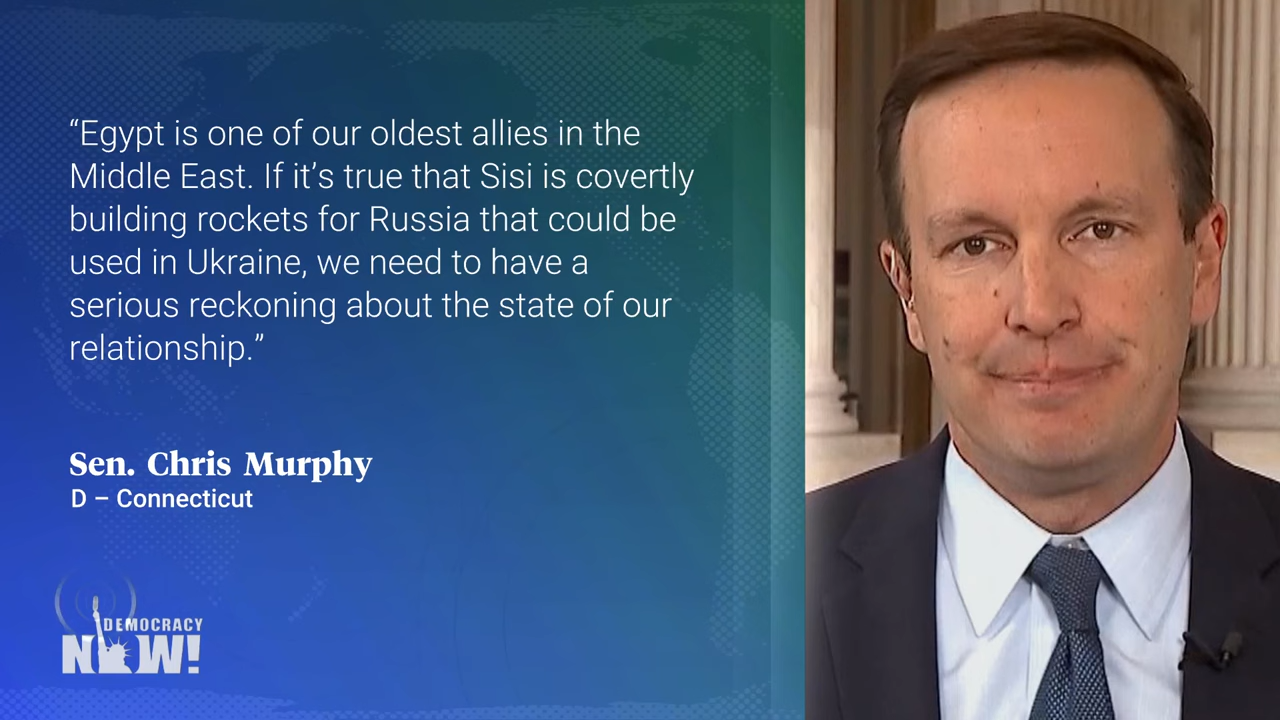 “Egypt is one of our oldest allies in the
Middle East. If it’s true that Sisi is covertly
building rockets for Russia that could be
used in Ukraine, we need to have a
serious reckoning about the state of our
relationship.”
Sen. Chris Murphy
D – Connecticut
DEMOCRACY
NOW!